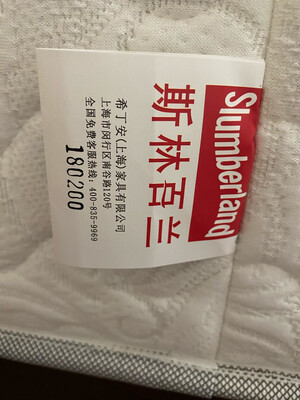 Slumberland
斯林百兰
希丁安(上海)家具有限公司
上海市闵行区南谷路120号
全国免费客服热线: 400-835-9969
180200